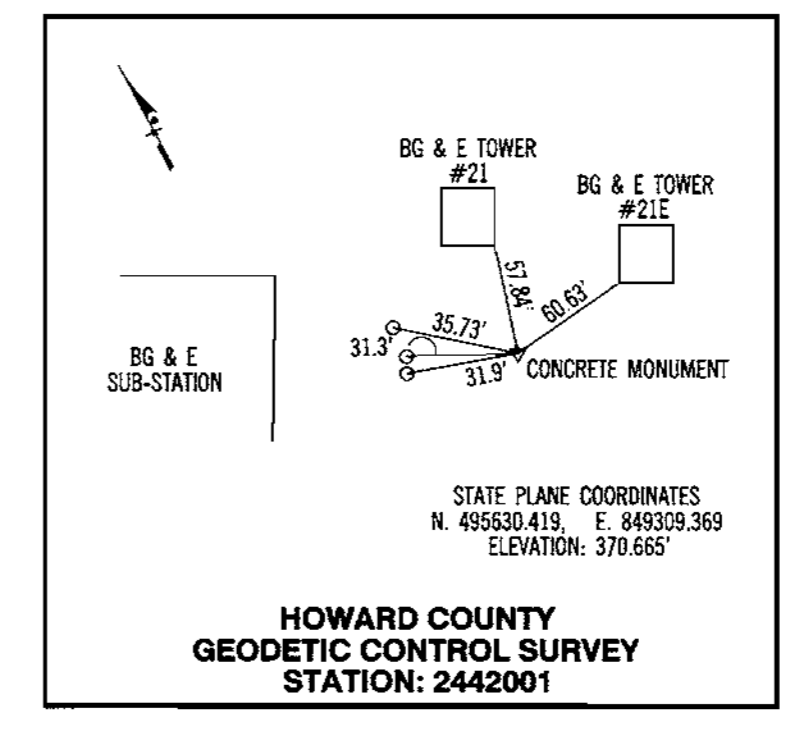 BG & E TOWER
#21
BG & E TOWER
#21E
57.84'
60.63'
35.73'
31.3'
31.9'
CONCRETE MONUMENT
BG & E
SUB-STATION
STATE PLANE COORDINATES
N. 495630.419, E. 849309.369
ELEVATION: 370.665'
HOWARD COUNTY
GEODETIC CONTROL SURVEY
STATION: 2442001